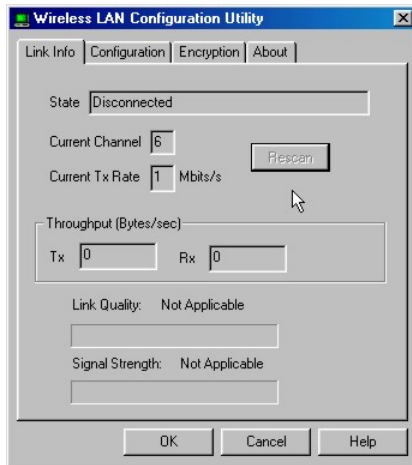 Wireless LAN Configuration Utility
Link Info Configuration Encryption About
State Disconnected
Current Channel 6
Rescan
Current Tx Rate 1 Mbits/s
Throughput (Bytes/sec)
Tx 0 Rx 0
Link Quality: Not Applicable
Signal Strength: Not Applicable
OK Cancel Help